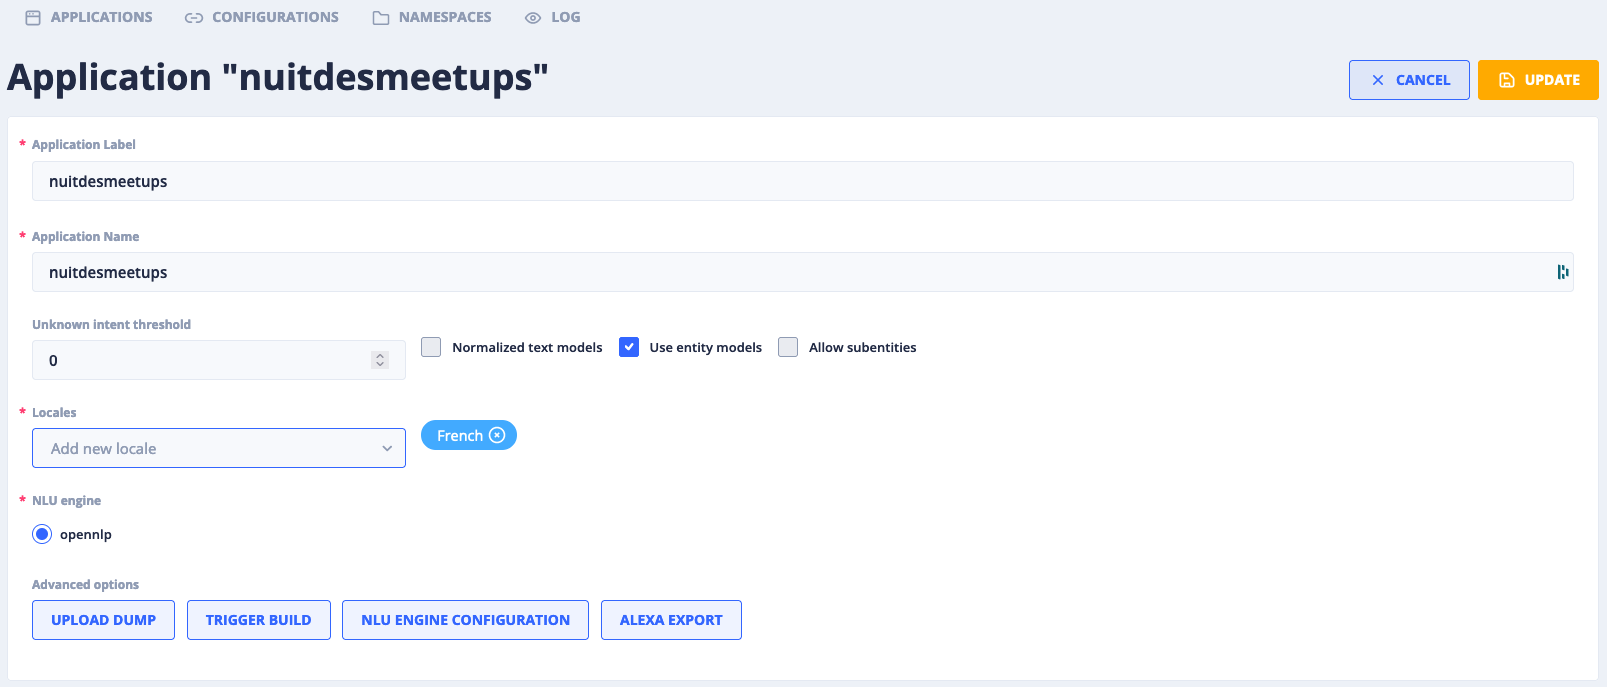 APPLICATIONS CONFIGURATIONS NAMESPACES LOG
Application "nuitdesmeetups"
CANCEL UPDATE
* Application Label
nuitdesmeetups
* Application Name
nuitdesmeetups
Unknown intent threshold
0 Normalized text models Use entity models Allow subentities
* Locales
Add new locale French
* NLU engine
opennlp
Advanced options
UPLOAD DUMP TRIGGER BUILD NLU ENGINE CONFIGURATION ALEXA EXPORT